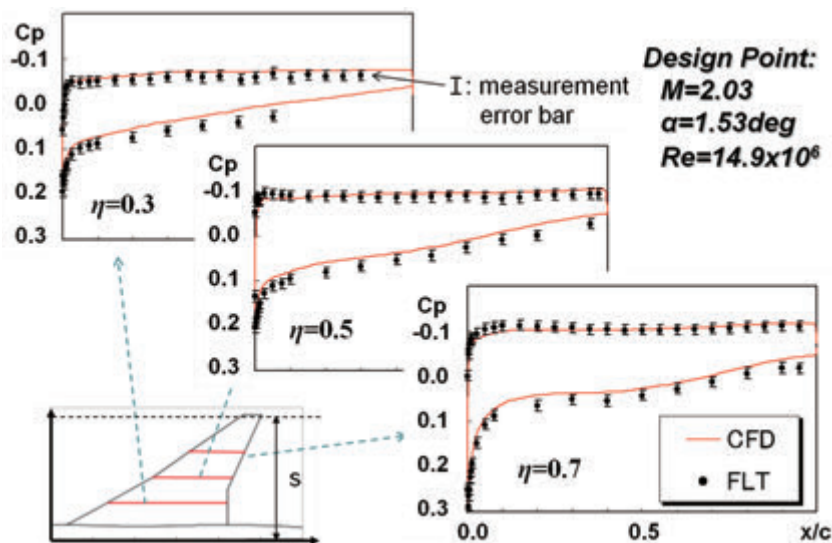 Cp
-0.1
0.0
0.1
0.2
0.3
η=0.3
I: measurement
error bar
Design Point:
M=2.03
α=1.53deg
Re=14.9x10⁶
Cp
-0.1
0.0
0.1
0.2
0.3
η=0.5
Cp
-0.1
0.0
0.1
0.2
0.3
η=0.7
CFD
FLT
0.0
0.5
x/c
S